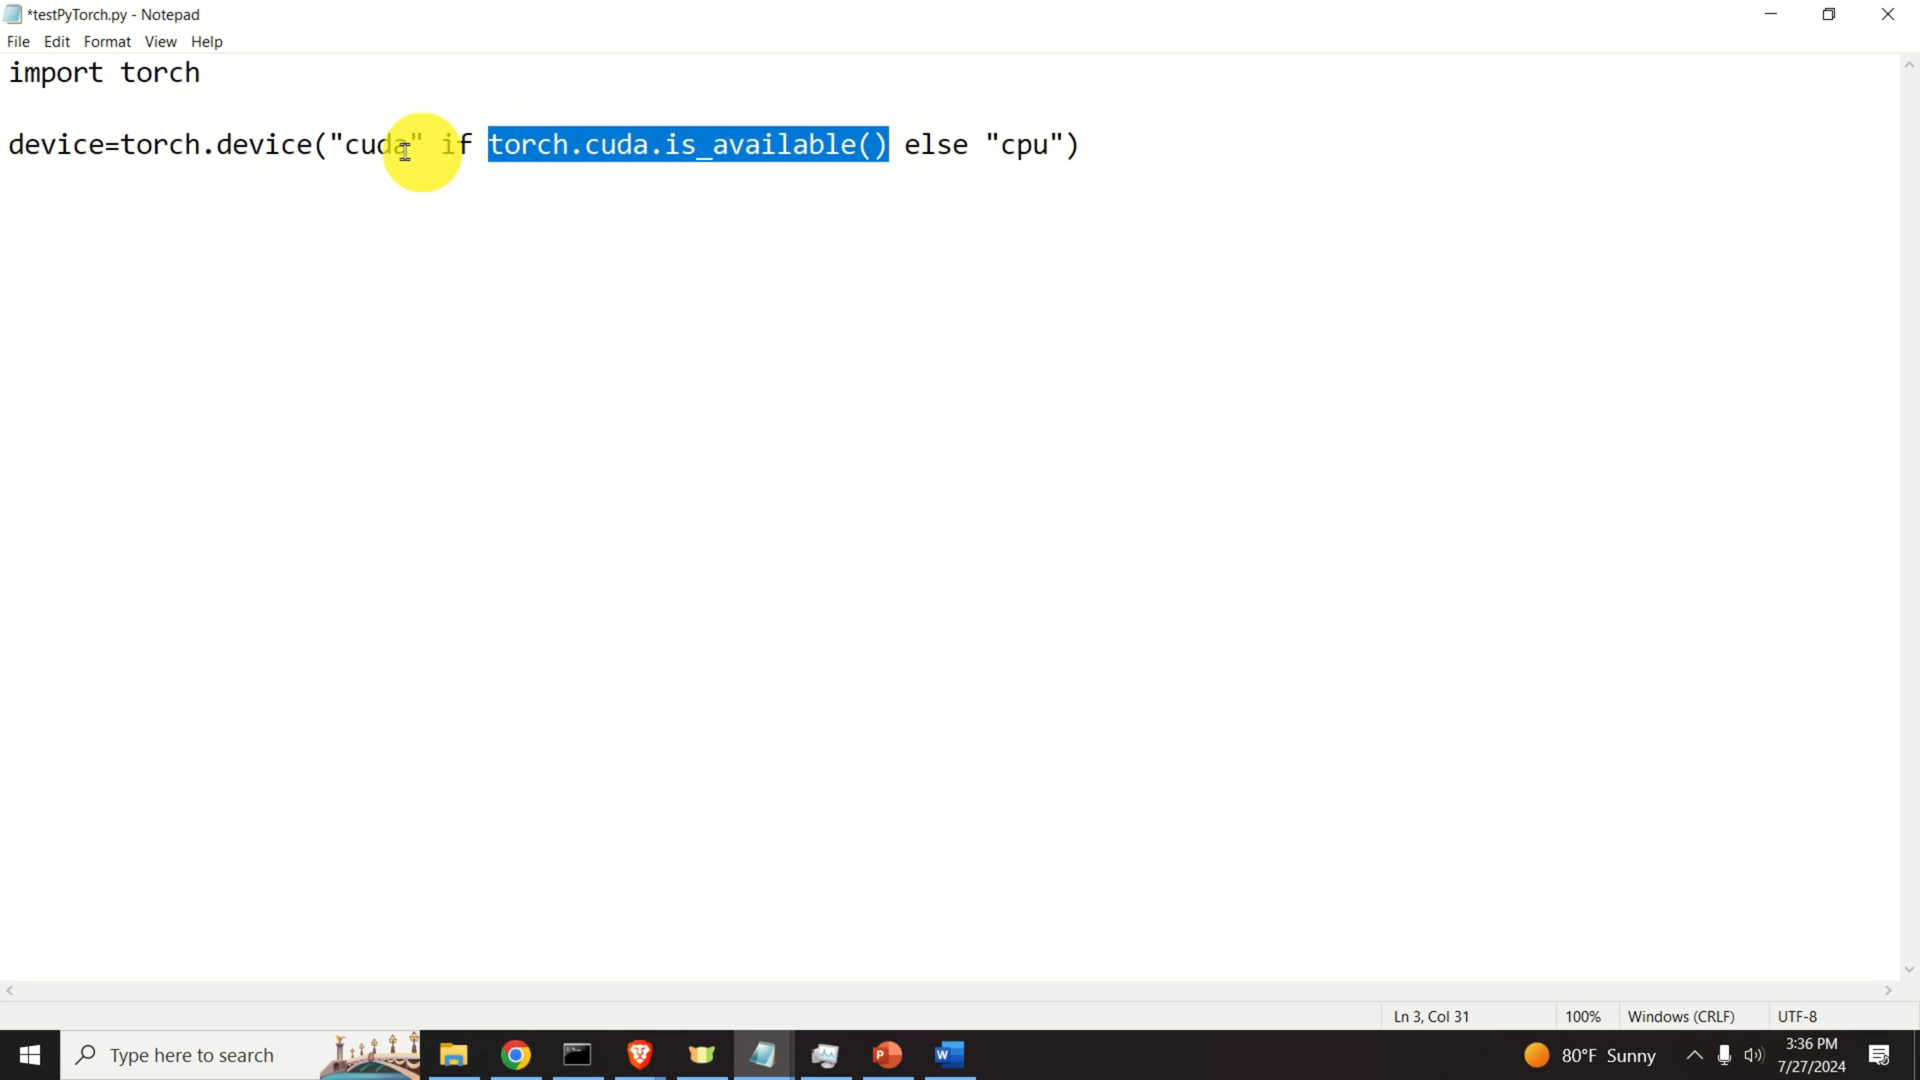 *testPyTorch.py - Notepad
File Edit Format View Help
import torch
device=torch.device("cuda" if torch.cuda.is_available() else "cpu")
Ln 3, Col 31 100% Windows (CRLF) UTF-8
Type here to search
80°F Sunny
3:36 PM
7/27/2024